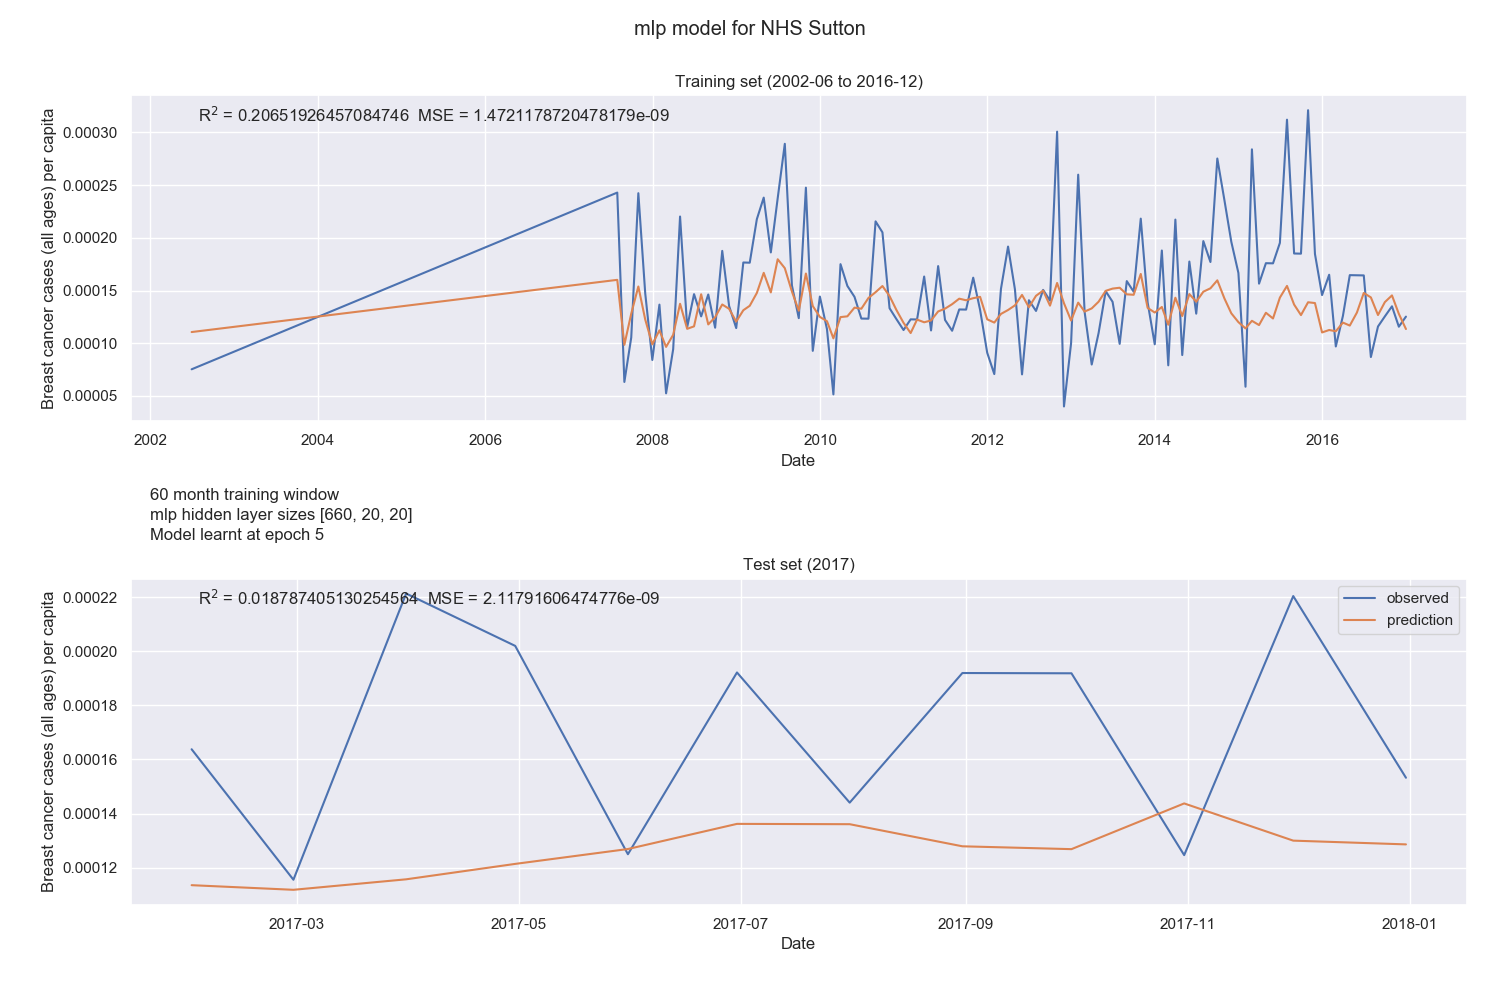 mlp model for NHS Sutton
Training set (2002-06 to 2016-12)
R² = 0.20651926457084746 MSE = 1.4721178720478179e-09
Breast cancer cases (all ages) per capita
0.00030
0.00025
0.00020
0.00015
0.00010
0.00005
2002 2004 2006 2008 2010 2012 2014 2016
Date
60 month training window
mlp hidden layer sizes [660, 20, 20]
Model learnt at epoch 5
Test set (2017)
R² = 0.018787405130254564 MSE = 2.11791606474776e-09
observed
prediction
Breast cancer cases (all ages) per capita
0.00022
0.00020
0.00018
0.00016
0.00014
0.00012
2017-03 2017-05 2017-07 2017-09 2017-11 2018-01
Date